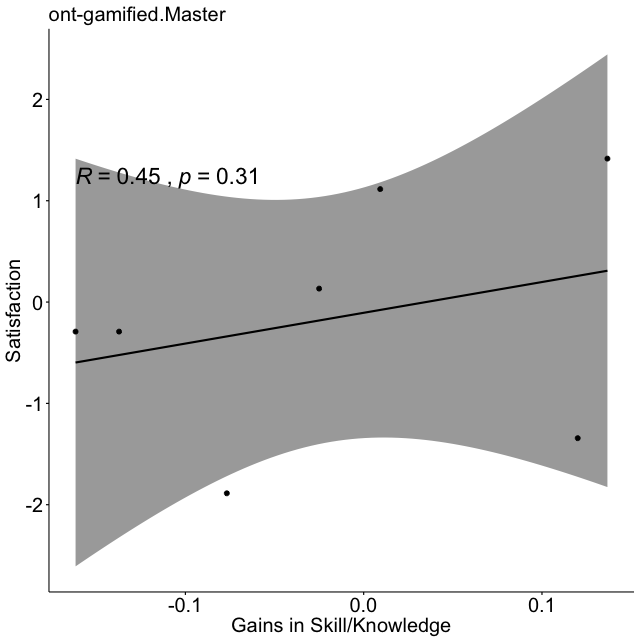 ont-gamified.Master
2
1
0
-1
-2
R = 0.45 , p = 0.31
Satisfaction
-0.1
0.0
0.1
Gains in Skill/Knowledge